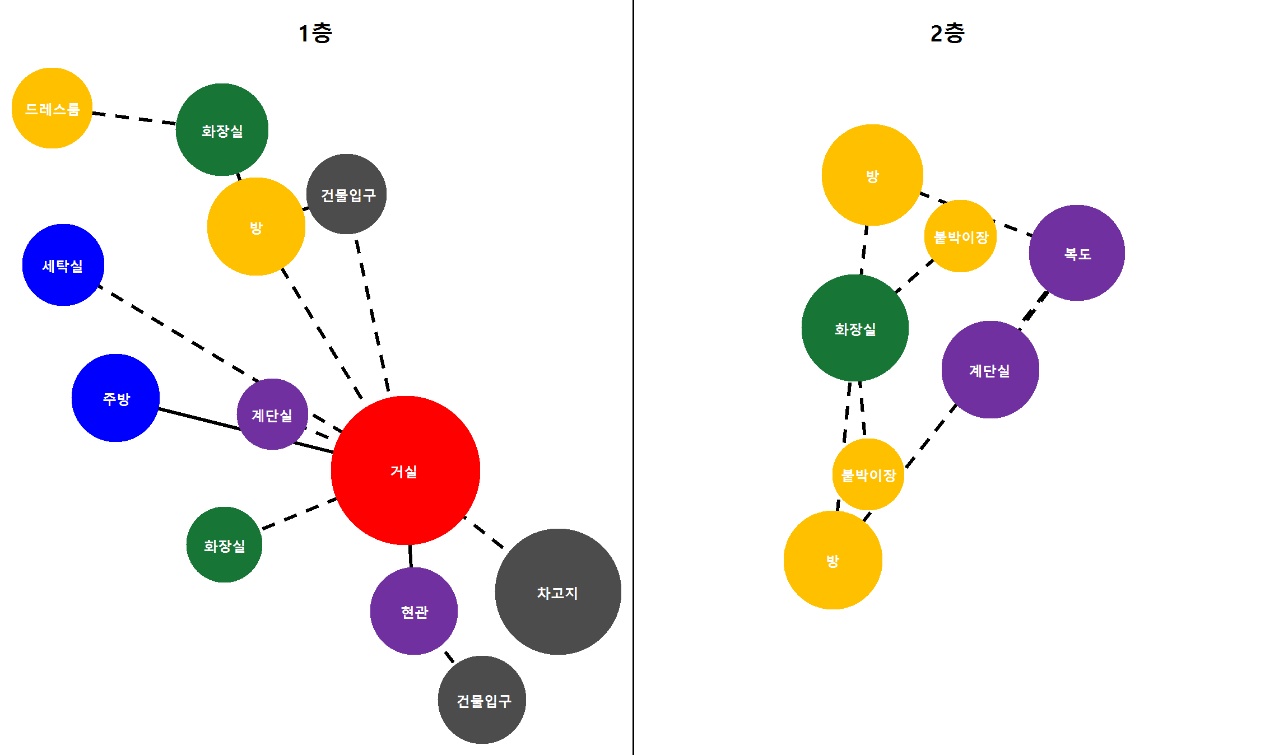 1층
드레스룸
화장실
건물입구
방
세탁실
주방
계단실
거실
화장실
차고지
현관
건물입구
2층
방
붙박이장
복도
화장실
계단실
붙박이장
방